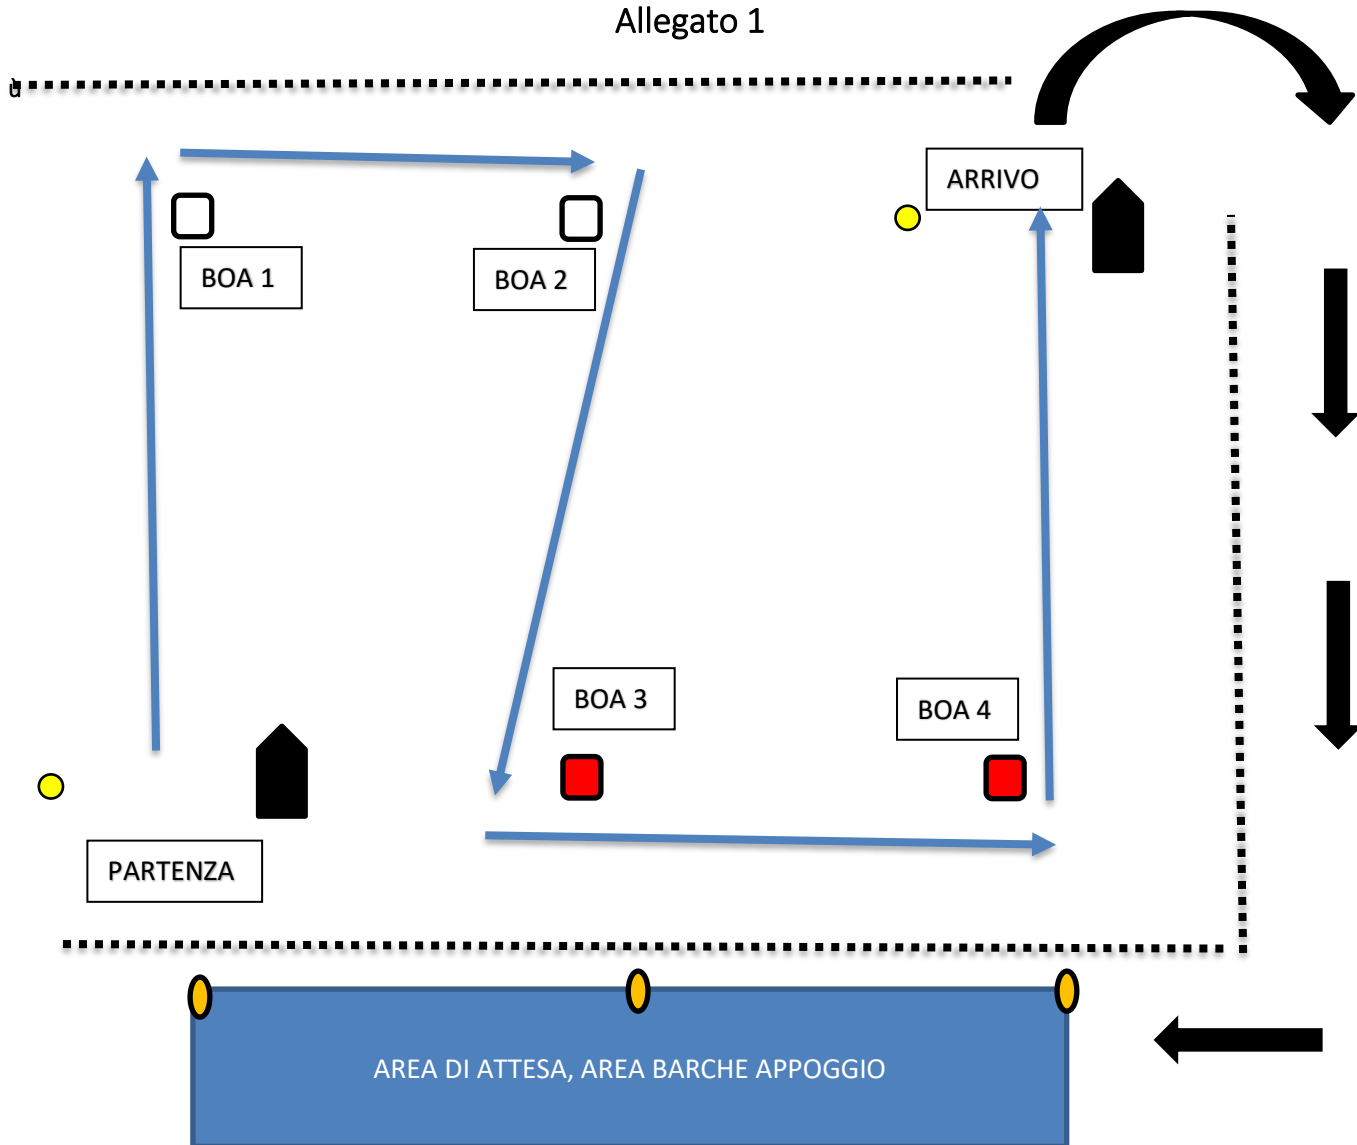 Allegato 1
ù
ARRIVO
BOA 1
BOA 2
BOA 3
BOA 4
PARTENZA
AREA DI ATTESA, AREA BARCHE APPOGGIO